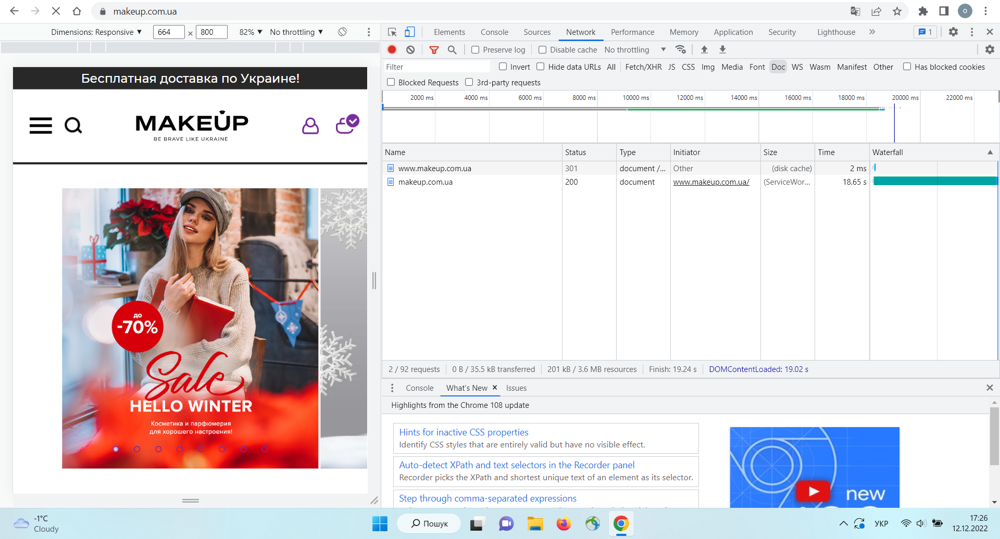 makeup.com.ua
O
Dimensions: Responsive ▼ 664 × 800 82% ▼ No throttling ▼
Elements Console Sources Network Performance Memory Application Security Lighthouse » 1
Preserve log Disable cache No throttling ▼
Filter Invert Hide data URLs All Fetch/XHR JS CSS Img Media Font Doc WS Wasm Manifest Other Has blocked cookies
Blocked Requests 3rd-party requests
2000 ms 4000 ms 6000 ms 8000 ms 10000 ms 12000 ms 14000 ms 16000 ms 18000 ms 20000 ms 22000 ms
Name Status Type Initiator Size Time Waterfall
www.makeup.com.ua 301 document /... Other (disk cache) 2 ms
makeup.com.ua 200 document www.makeup.com.ua/ (ServiceWor... 18.65 s
2 / 92 requests 0 B / 35.5 kB transferred 201 kB / 3.6 MB resources Finish: 19.24 s DOMContentLoaded: 19.02 s
Console What's New × Issues
Highlights from the Chrome 108 update
Hints for inactive CSS properties
Identify CSS styles that are entirely valid but have no visible effect.
Auto-detect XPath and text selectors in the Recorder panel
Recorder picks the XPath and shortest unique text of an element as its selector.
Step through comma-separated expressions
new
Бесплатная доставка по Украине!
MAKEUP
BE BRAVE LIKE UKRAINE
до
-70%
Sale
HELLO WINTER
Косметика и парфюмерия
для хорошего настроения!
-1°C
Cloudy
Пошук
УКР
17:26
12.12.2022